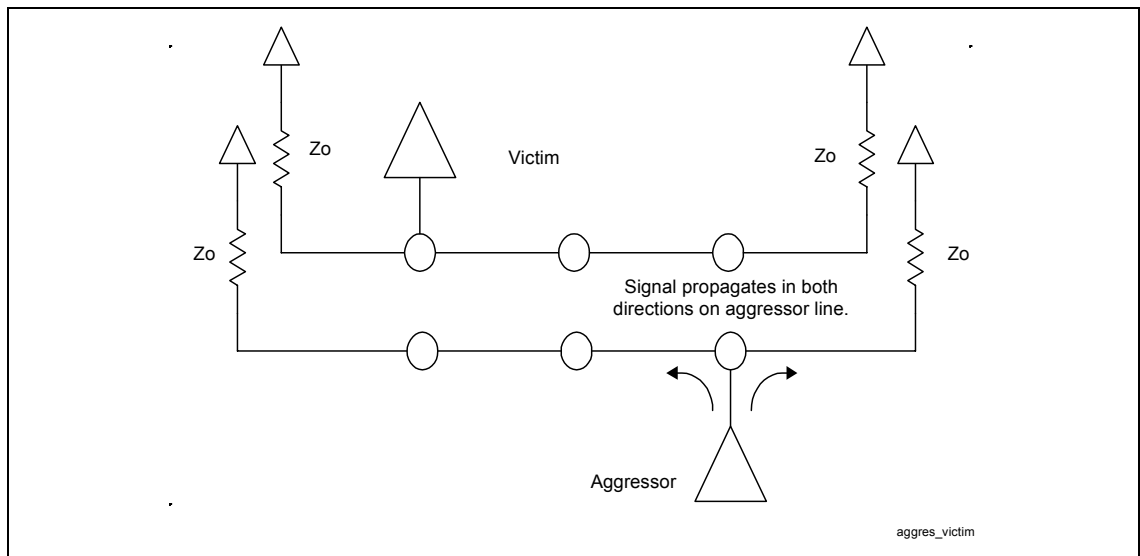 Zo
Victim
Zo
Zo
Zo
Signal propagates in both
directions on aggressor line.
Aggressor
aggres_victim